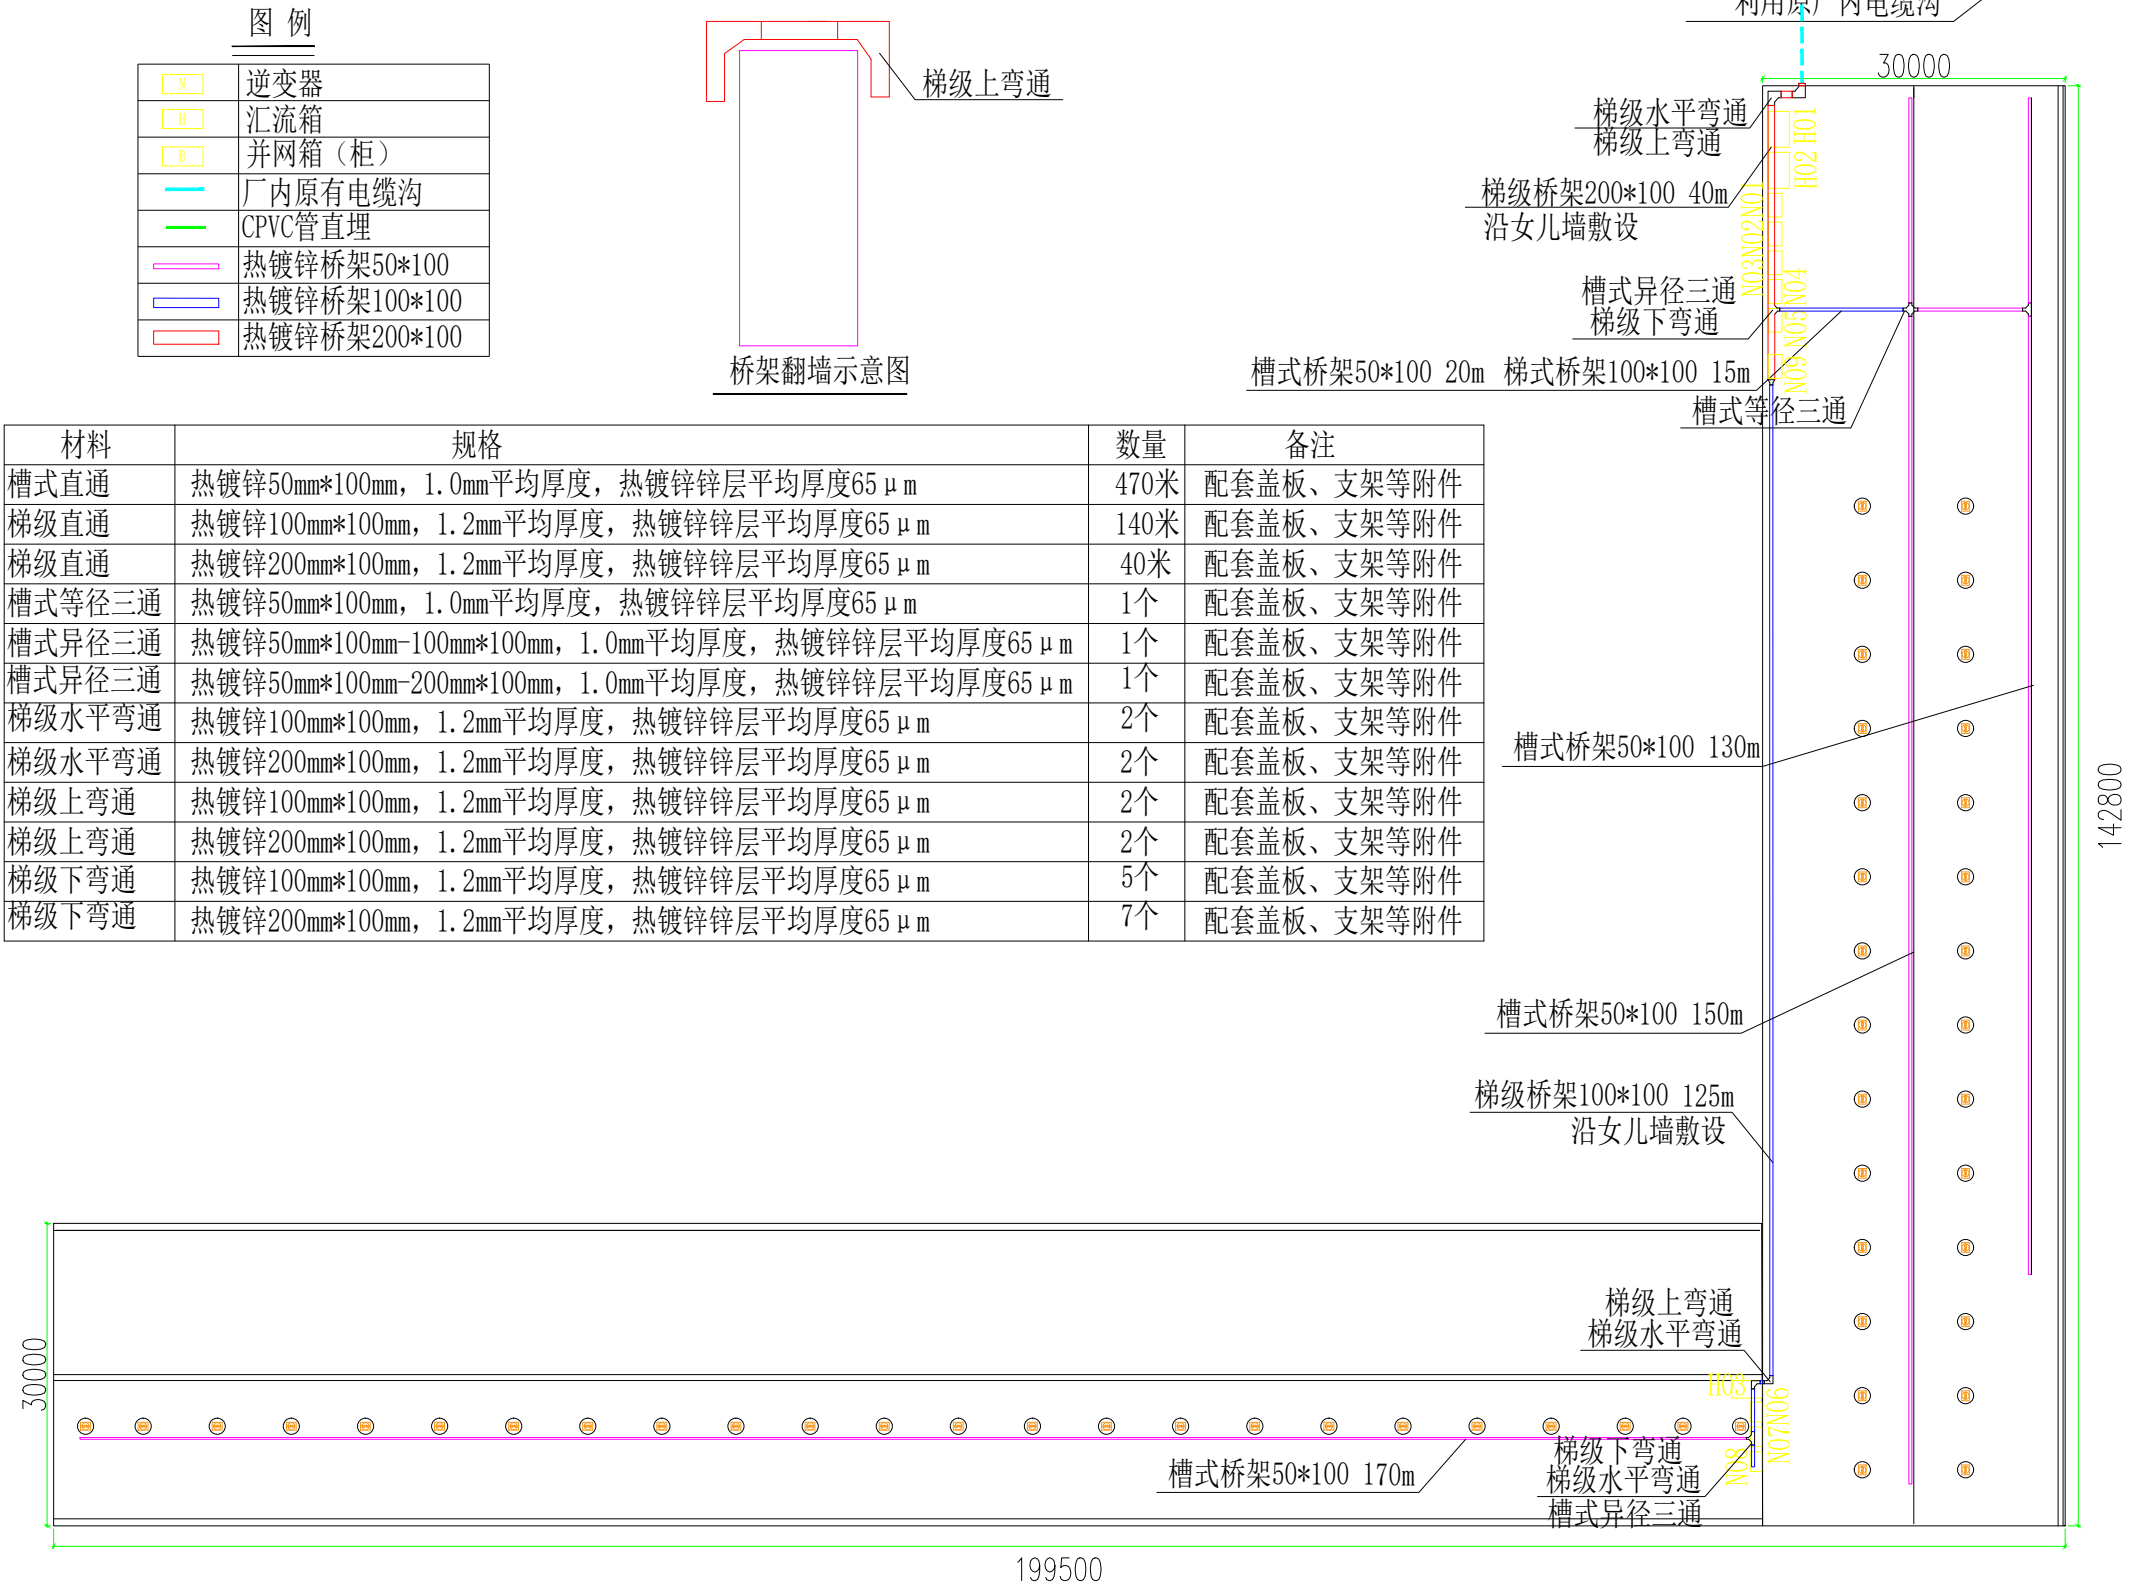 图 例
N 逆变器
H 汇流箱
B 并网箱（柜）
厂内原有电缆沟
CPVC管直埋
热镀锌桥架50*100
热镀锌桥架100*100
热镀锌桥架200*100
梯级上弯通
桥架翻墙示意图
材料 规格 数量 备注
槽式直通 热镀锌50mm*100mm，1.0mm平均厚度，热镀锌锌层平均厚度65μm 470米 配套盖板、支架等附件
梯级直通 热镀锌100mm*100mm，1.2mm平均厚度，热镀锌锌层平均厚度65μm 140米 配套盖板、支架等附件
梯级直通 热镀锌200mm*100mm，1.2mm平均厚度，热镀锌锌层平均厚度65μm 40米 配套盖板、支架等附件
槽式等径三通 热镀锌50mm*100mm，1.0mm平均厚度，热镀锌锌层平均厚度65μm 1个 配套盖板、支架等附件
槽式异径三通 热镀锌50mm*100mm-100mm*100mm，1.0mm平均厚度，热镀锌锌层平均厚度65μm 1个 配套盖板、支架等附件
槽式异径三通 热镀锌50mm*100mm-200mm*100mm，1.0mm平均厚度，热镀锌锌层平均厚度65μm 1个 配套盖板、支架等附件
梯级水平弯通 热镀锌100mm*100mm，1.2mm平均厚度，热镀锌锌层平均厚度65μm 2个 配套盖板、支架等附件
梯级水平弯通 热镀锌200mm*100mm，1.2mm平均厚度，热镀锌锌层平均厚度65μm 2个 配套盖板、支架等附件
梯级上弯通 热镀锌100mm*100mm，1.2mm平均厚度，热镀锌锌层平均厚度65μm 2个 配套盖板、支架等附件
梯级上弯通 热镀锌200mm*100mm，1.2mm平均厚度，热镀锌锌层平均厚度65μm 2个 配套盖板、支架等附件
梯级下弯通 热镀锌100mm*100mm，1.2mm平均厚度，热镀锌锌层平均厚度65μm 5个 配套盖板、支架等附件
梯级下弯通 热镀锌200mm*100mm，1.2mm平均厚度，热镀锌锌层平均厚度65μm 7个 配套盖板、支架等附件
利用原厂内电缆沟
30000
梯级水平弯通
梯级上弯通
H02 H01
梯级桥架200*100 40m
沿女儿墙敷设
N03N02N01
槽式异径三通
梯级下弯通
N05N04
N09
槽式桥架50*100 20m 梯式桥架100*100 15m
槽式等径三通
槽式桥架50*100 130m
142800
槽式桥架50*100 150m
梯级桥架100*100 125m
沿女儿墙敷设
梯级上弯通
梯级水平弯通
30000
H03
N07N06
N08
梯级下弯通
梯级水平弯通
槽式异径三通
槽式桥架50*100 170m
199500